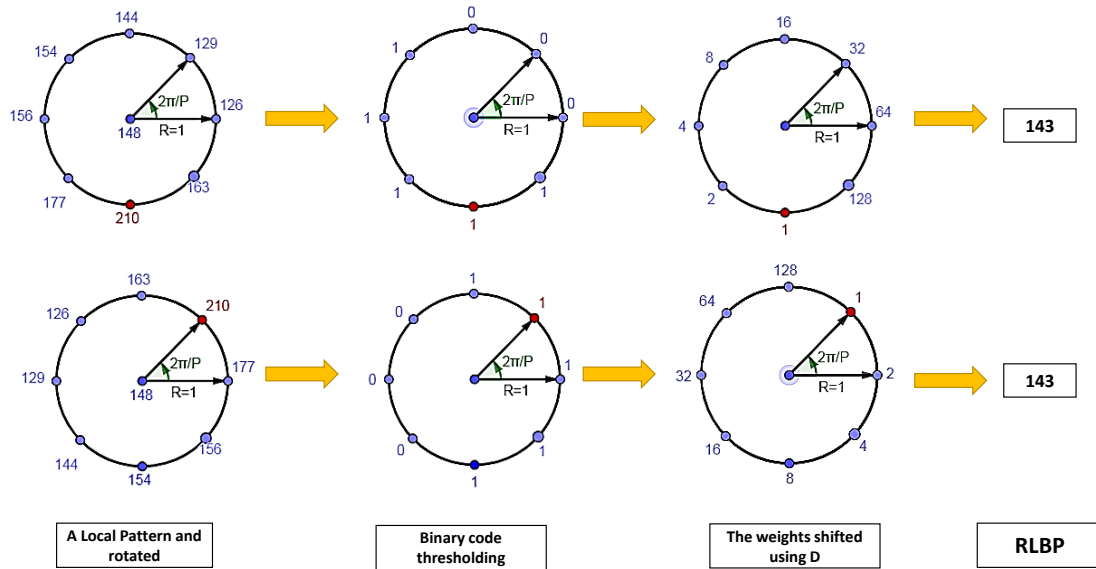 144
154
129
156
2π/P
126
148
R=1
177
163
210
0
1
0
1
2π/P
0
R=1
1
1
1
16
8
32
4
2π/P
64
R=1
2
128
1
143
163
126
210
129
2π/P
177
148
R=1
144
156
154
1
0
1
0
2π/P
1
R=1
0
1
1
128
64
1
32
2π/P
2
R=1
16
4
8
143
A Local Pattern and
rotated
Binary code
thresholding
The weights shifted
using D
RLBP